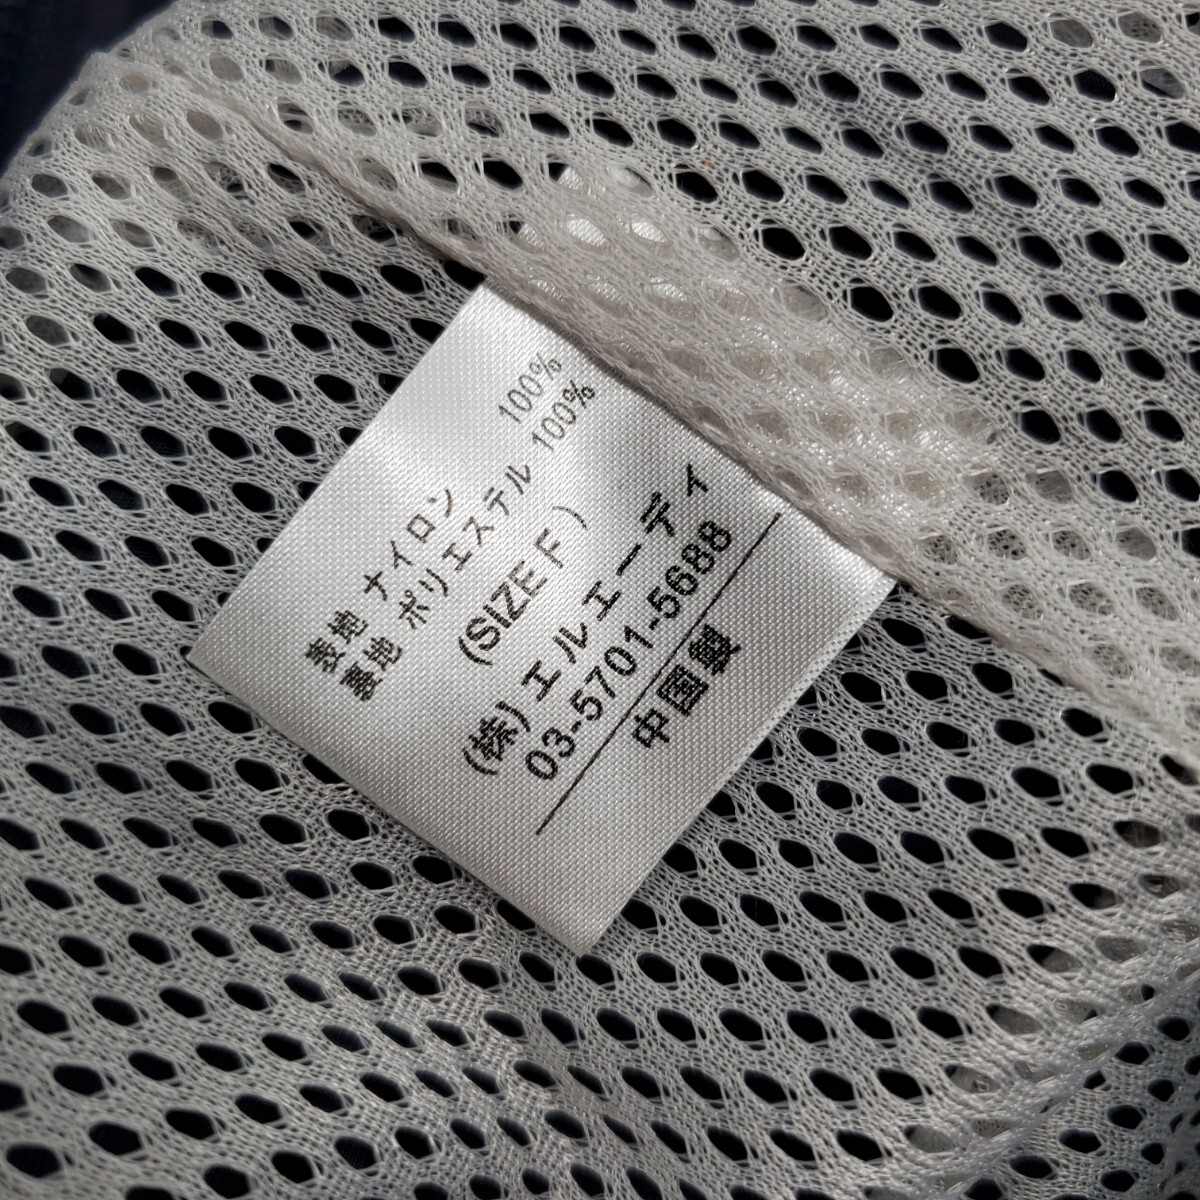 表地 ナイロン 100%
裏地 ポリエステル 100%
(SIZE F )
(株) エルエーディ
03-5701-5688
中国製